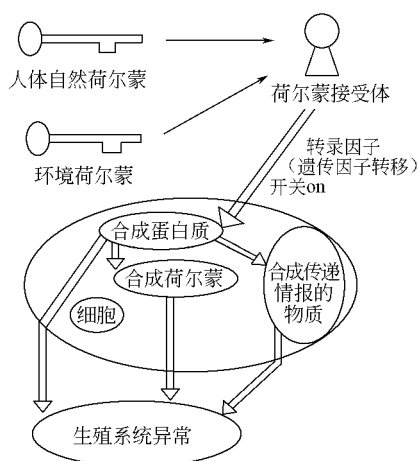 人体自然荷尔蒙
荷尔蒙接受体
环境荷尔蒙
转录因子
（遗传因子转移）
开关on
合成蛋白质
合成荷尔蒙
合成传递
情报的
物质
细胞
生殖系统异常